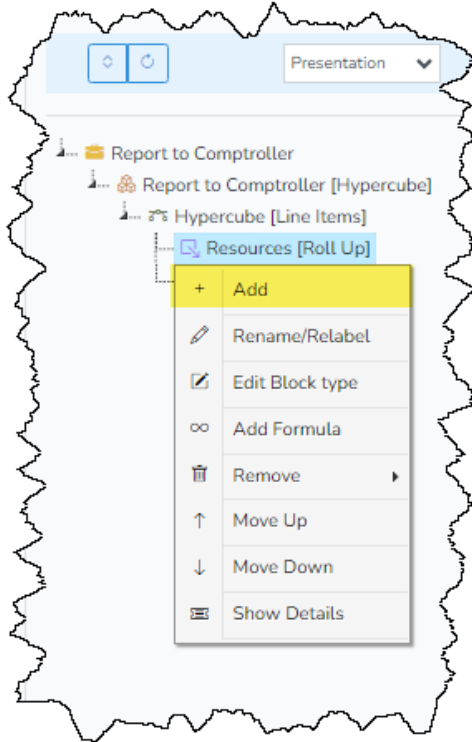 Presentation
Report to Comptroller
Report to Comptroller [Hypercube]
Hypercube [Line Items]
Resources [Roll Up]
Add
Rename/Relabel
Edit Block type
Add Formula
Remove
Move Up
Move Down
Show Details